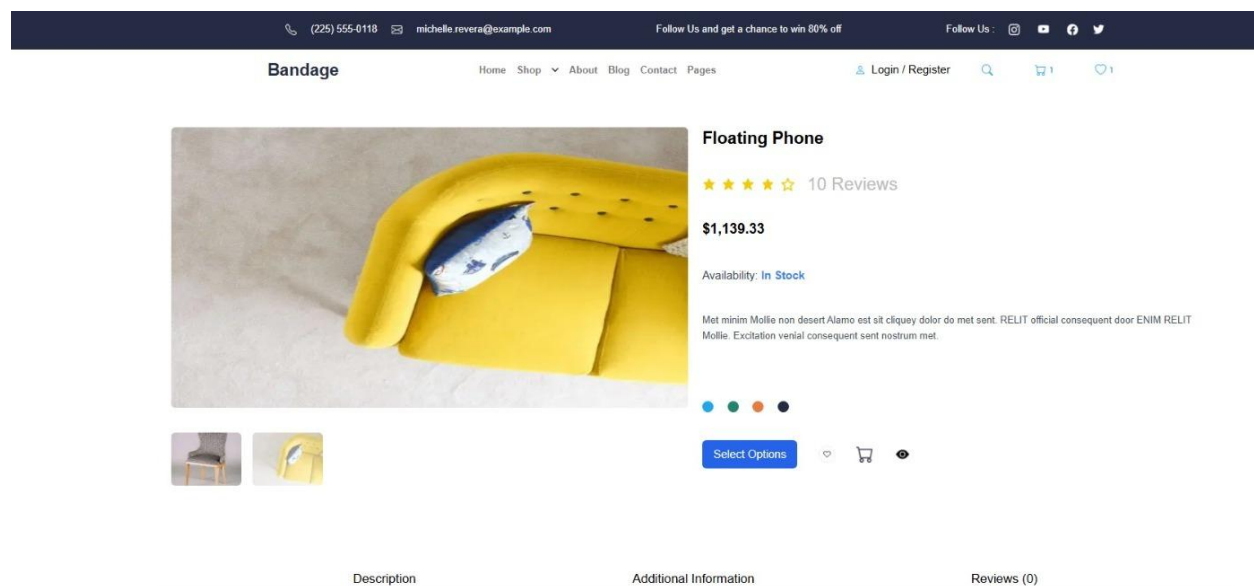 (225) 555-0118 michelle.revera@example.com Follow Us and get a chance to win 80% off Follow Us :
Bandage Home Shop About Blog Contact Pages Login / Register 1 1
Floating Phone
10 Reviews
$1,139.33
Availability: In Stock
Met minim Mollie non desert Alamo est sit cliquey dolor do met sent. RELIT official consequent door ENIM RELIT
Mollie. Excitation venial consequent sent nostrum met.
Select Options
Description Additional Information Reviews (0)